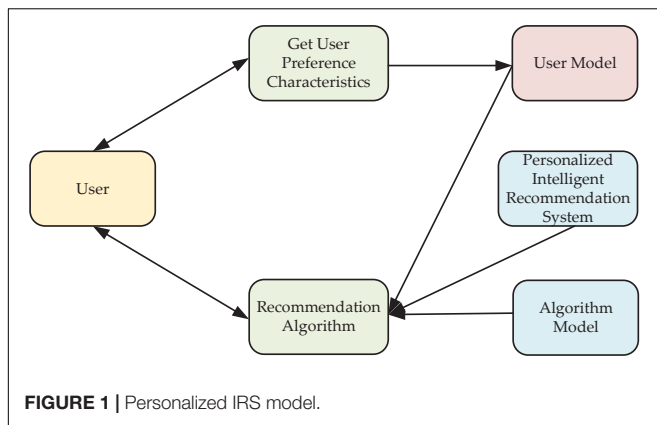 Get User
Preference
Characteristics
User Model
User
Personalized
Intelligent
Recommendation
System
Recommendation
Algorithm
Algorithm
Model
FIGURE 1 | Personalized IRS model.